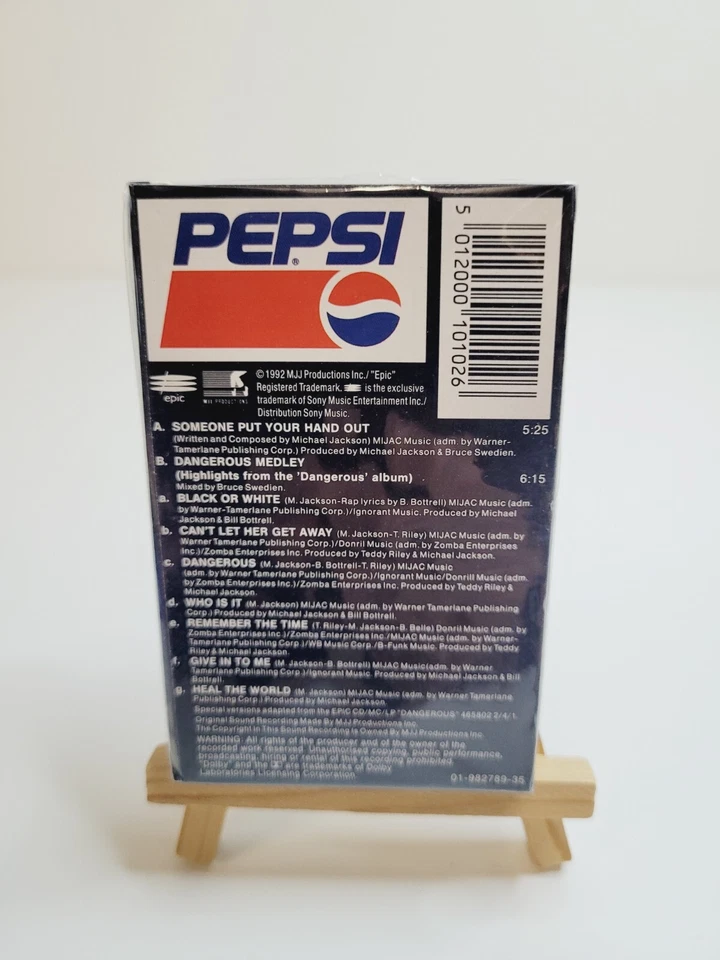 PEPSI
®
5 012000 101026
epic
MJJ PRODUCTIONS
©1992 MJJ Productions Inc./ "Epic"
Registered Trademark. is the exclusive
trademark of Sony Music Entertainment Inc./
Distribution Sony Music.
A. SOMEONE PUT YOUR HAND OUT 5:25
(Written and Composed by Michael Jackson) MIJAC Music (adm. by Warner-
Tamerlane Publishing Corp.) Produced by Michael Jackson & Bruce Swedien.
B. DANGEROUS MEDLEY
(Highlights from the 'Dangerous' album) 6:15
Mixed by Bruce Swedien.
a. BLACK OR WHITE (M. Jackson-Rap lyrics by B. Bottrell) MIJAC Music (adm.
by Warner-Tamerlane Publishing Corp.)/Ignorant Music. Produced by Michael
Jackson & Bill Bottrell.
b. CAN'T LET HER GET AWAY (M. Jackson-T. Riley) MIJAC Music (adm. by
Warner Tamerlane Publishing Corp.)/Donril Music (adm. by Zomba Enterprises
Inc.)/Zomba Enterprises Inc. Produced by Teddy Riley & Michael Jackson.
c. DANGEROUS (M. Jackson-B. Bottrell-T. Riley) MIJAC Music
(adm. by Warner Tamerlane Publishing Corp.)/Ignorant Music/Donrill Music (adm.
by Zomba Enterprises Inc.)/Zomba Enterprises Inc. Produced by Teddy Riley &
Michael Jackson.
d. WHO IS IT (M. Jackson) MIJAC Music (adm. by Warner Tamerlane Publishing
Corp.) Produced by Michael Jackson & Bill Bottrell.
e. REMEMBER THE TIME (T. Riley-M. Jackson-B. Belle) Donril Music (adm. by
Zomba Enterprises Inc.)/Zomba Enterprises Inc./MIJAC Music (adm. by Warner-
Tamerlane Publishing Corp.)/WB Music Corp./B-Funk Music. Produced by Teddy
Riley & Michael Jackson.
f. GIVE IN TO ME (M. Jackson-B. Bottrell) MIJAC Music(adm. by Warner
Tamerlane Publishing Corp.)/Ignorant Music. Produced by Michael Jackson & Bill
Bottrell.
g. HEAL THE WORLD (M. Jackson) MIJAC Music (adm. by Warner Tamerlane
Publishing Corp.) Produced by Michael Jackson
Special versions adapted from the EPIC CD/MC/LP "DANGEROUS" 465802 2/4/1.
Original Sound Recording Made By MJJ Productions Inc.
The Copyright in This Sound Recording is Owned By MJJ Productions Inc.
WARNING: All rights of the producer and of the owner of the
recorded work reserved. Unauthorised copying, public performance,
broadcasting, hiring or rental of this recording prohibited.
"Dolby" and the are trademarks of Dolby
Laboratories Licensing Corporation.
01-982789-35